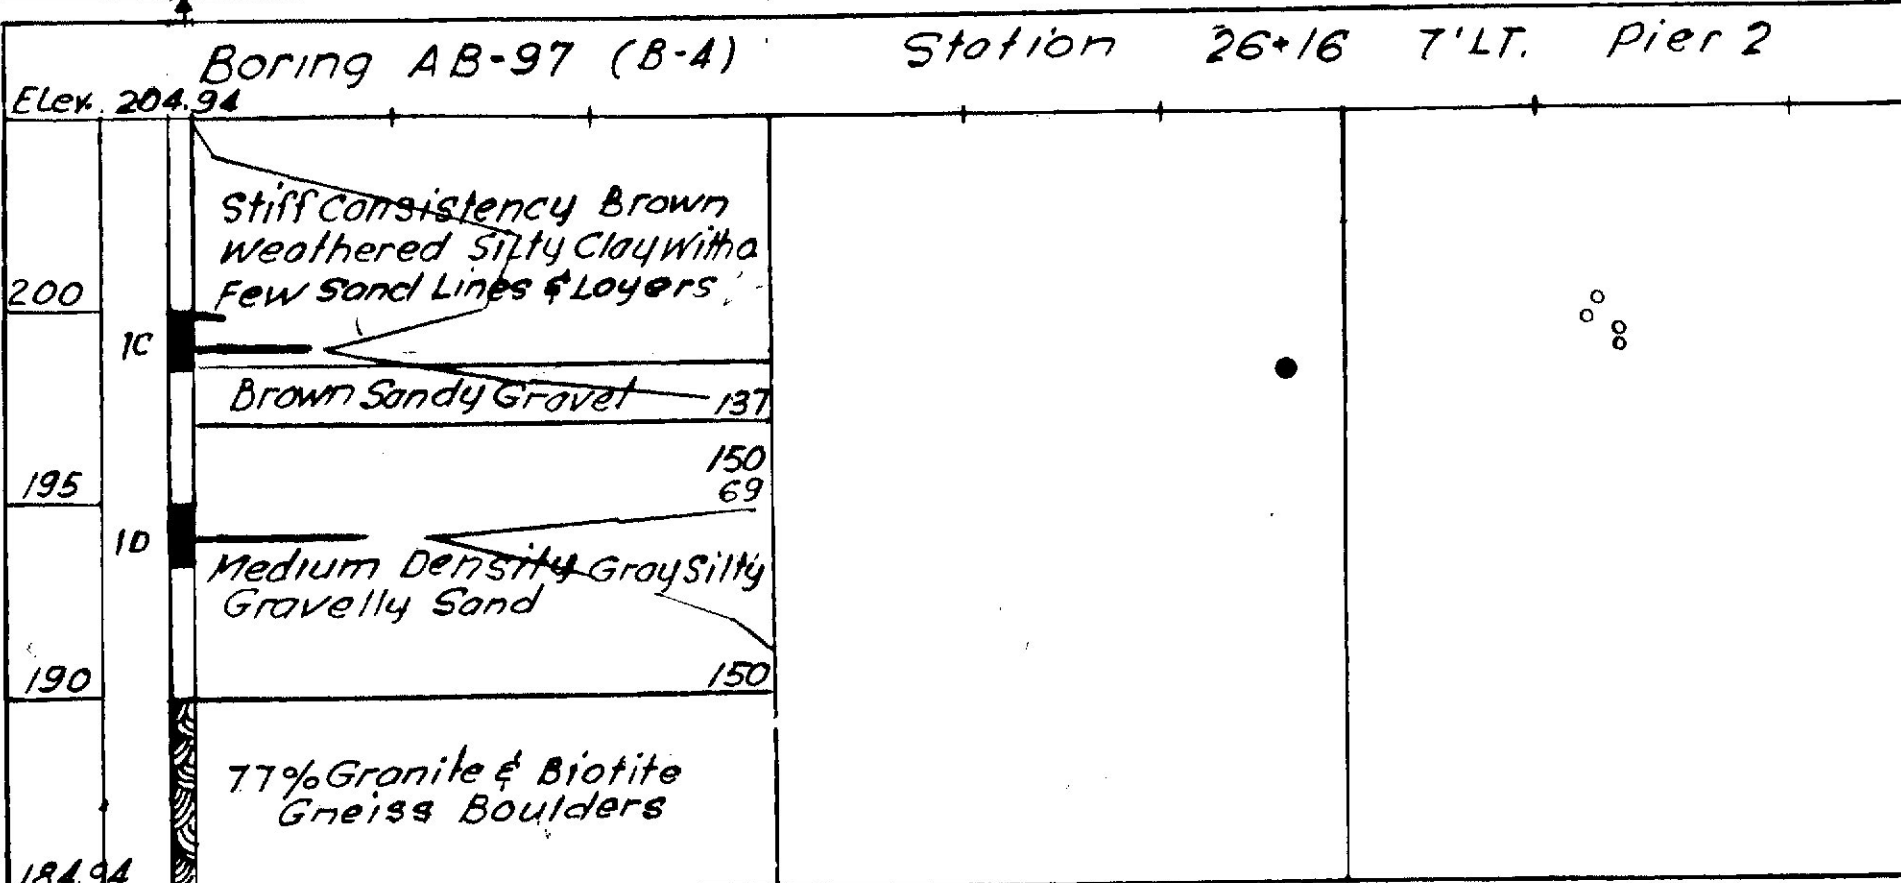 Boring AB-97 (B-4) Station 26+16 7'LT. Pier 2
Elev. 204.94
Stiff Consistency Brown
Weathered Silty Clay With a
Few Sand Lines & Layers
200
1C
Brown Sandy Gravel 137
150
195
69
1D
Medium Density Gray Silty
Gravelly Sand
190
150
77% Granite & Biotite
Gneiss Boulders
184.94